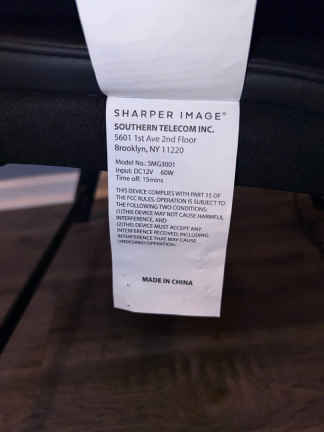 SHARPER IMAGE®
SOUTHERN TELECOM INC.
5601 1st Ave 2nd Floor
Brooklyn, NY 11220
Model No.: SMG3001
Input: DC12V 60W
Time off: 15mins
THIS DEVICE COMPLIES WITH PART 15 OF
THE FCC RULES. OPERATION IS SUBJECT TO
THE FOLLOWING TWO CONDITIONS:
(1)THIS DEVICE MAY NOT CAUSE HARMFUL
INTERFERENCE, AND
(2)THIS DEVICE MUST ACCEPT ANY
INTERFERENCE RECEIVED, INCLUDING
INTERFERENCE THAT MAY CAUSE
UNDESIRED OPERATION.
MADE IN CHINA